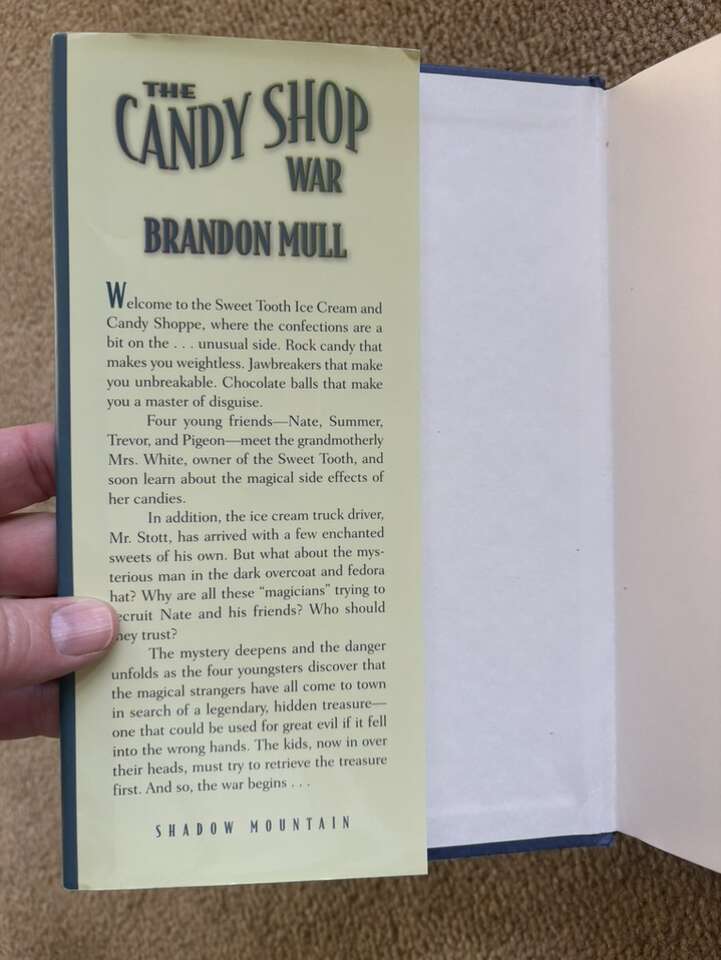 THE
CANDY SHOP
WAR
BRANDON MULL
Welcome to the Sweet Tooth Ice Cream and
Candy Shoppe, where the confections are a
bit on the . . . unusual side. Rock candy that
makes you weightless. Jawbreakers that make
you unbreakable. Chocolate balls that make
you a master of disguise.
Four young friends—Nate, Summer,
Trevor, and Pigeon—meet the grandmotherly
Mrs. White, owner of the Sweet Tooth, and
soon learn about the magical side effects of
her candies.
In addition, the ice cream truck driver,
Mr. Stott, has arrived with a few enchanted
sweets of his own. But what about the mys-
terious man in the dark overcoat and fedora
hat? Why are all these “magicians” trying to
ecruit Nate and his friends? Who should
hey trust?
The mystery deepens and the danger
unfolds as the four youngsters discover that
the magical strangers have all come to town
in search of a legendary, hidden treasure—
one that could be used for great evil if it fell
into the wrong hands. The kids, now in over
their heads, must try to retrieve the treasure
first. And so, the war begins . . .
SHADOW MOUNTAIN